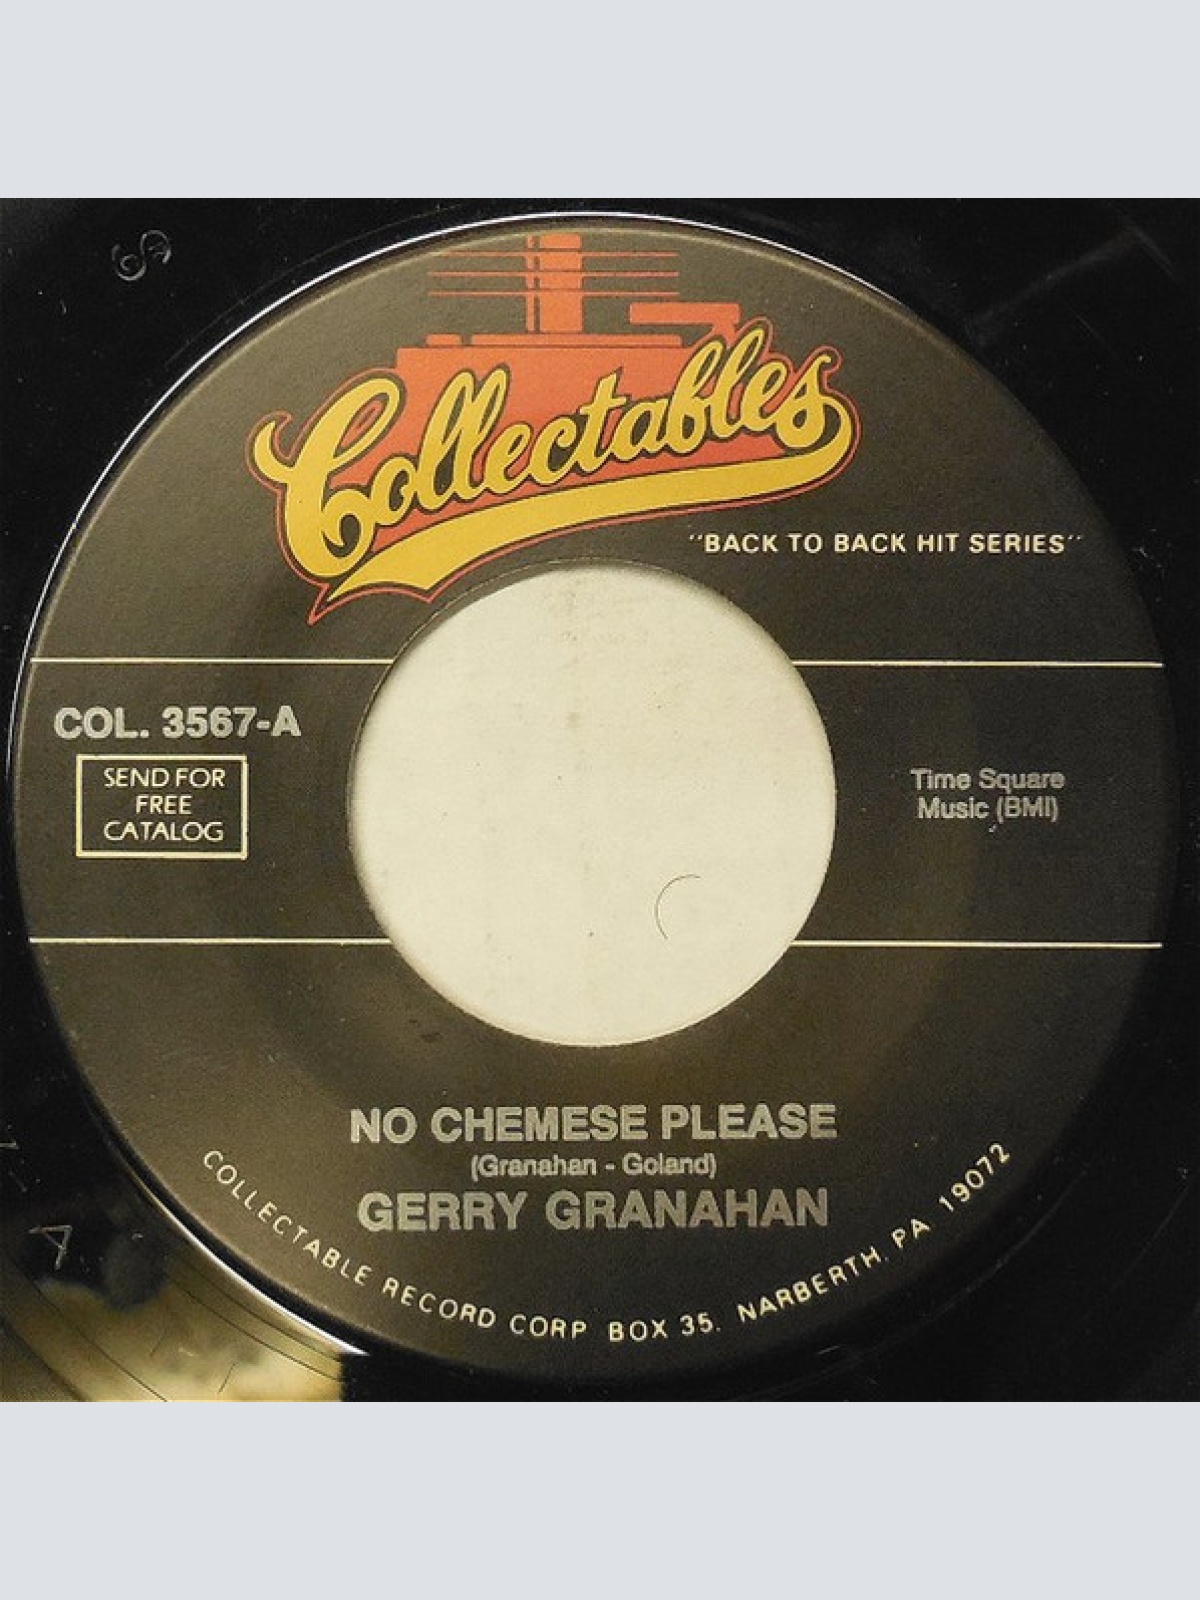 Collectables
"BACK TO BACK HIT SERIES"
COL. 3567-A
SEND FOR
FREE
CATALOG
Time Square
Music (BMI)
NO CHEMESE PLEASE
(Granahan - Goland)
GERRY GRANAHAN
COLLECTABLE RECORD CORP BOX 35. NARBERTH. PA 19072